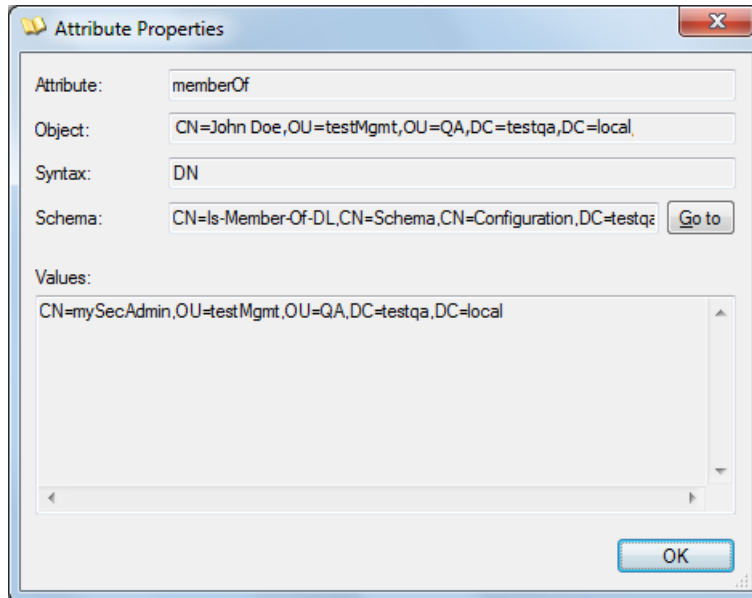 Attribute Properties
Attribute: memberOf
Object: CN=John Doe,OU=testMgmt,OU=QA,DC=testqa,DC=local,
Syntax: DN
Schema: CN=Is-Member-Of-DL,CN=Schema,CN=Configuration,DC=testqa Go to
Values:
CN=mySecAdmin,OU=testMgmt,OU=QA,DC=testqa,DC=local
OK